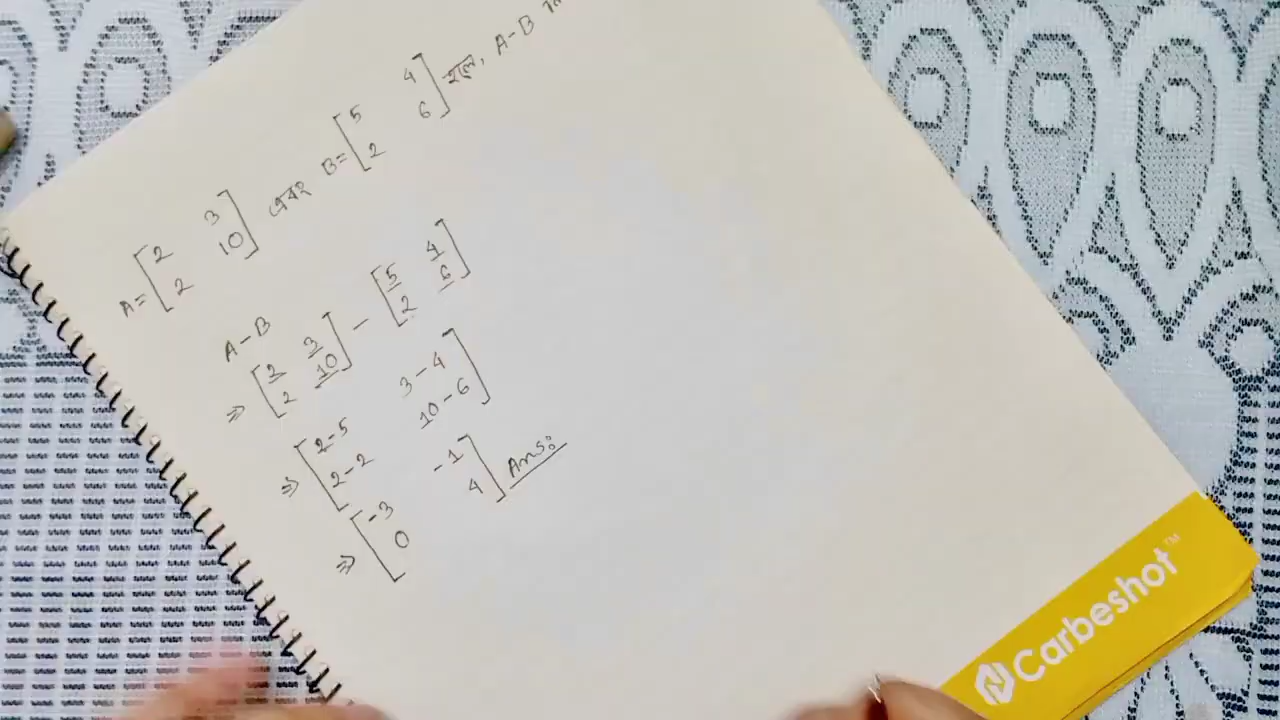 A = [ 2 3 এবং B = [ 5 4 ] হলে, A-B
2 10 ] 2 6
A - B
⇒ [ 2 3 ] - [ 5 4 ]
2 10 2 6
⇒ [ 2-5 3-4 ]
2-2 10-6
⇒ [ -3 -1 ] Ans:
0 4
Carbeshot™